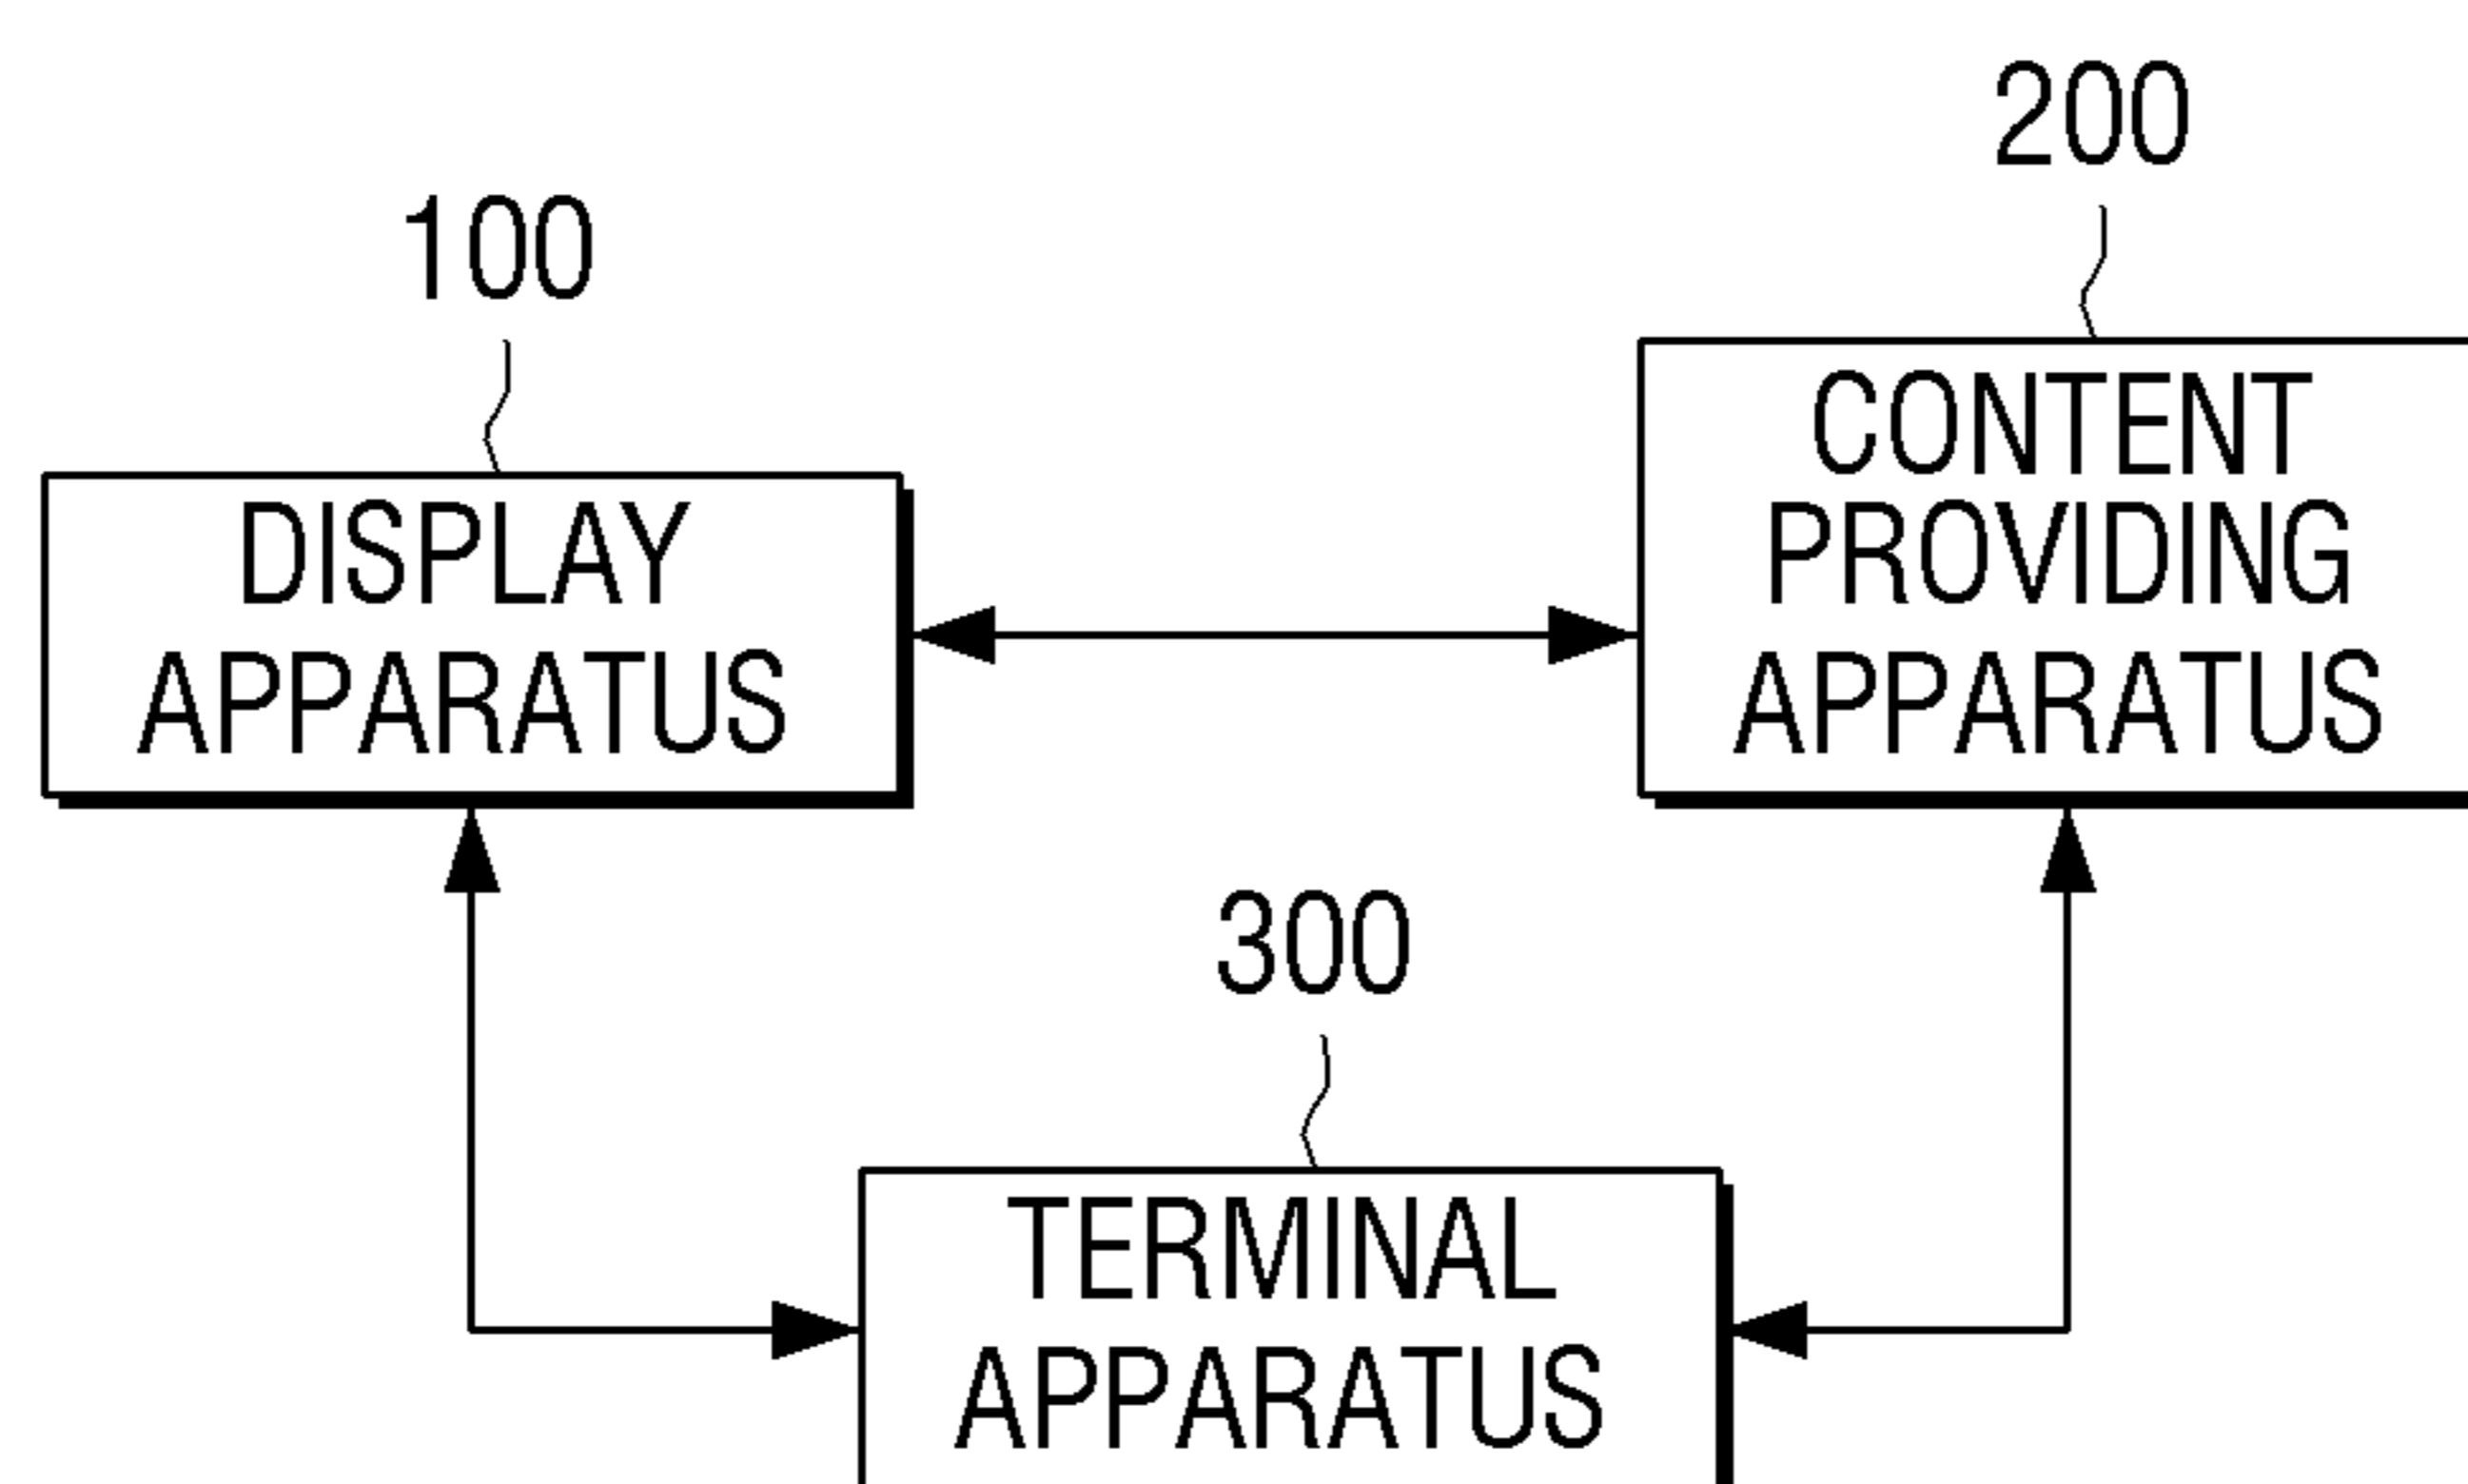 200
100
CONTENT
PROVIDING
APPARATUS
DISPLAY
APPARATUS
300
TERMINAL
APPARATUS